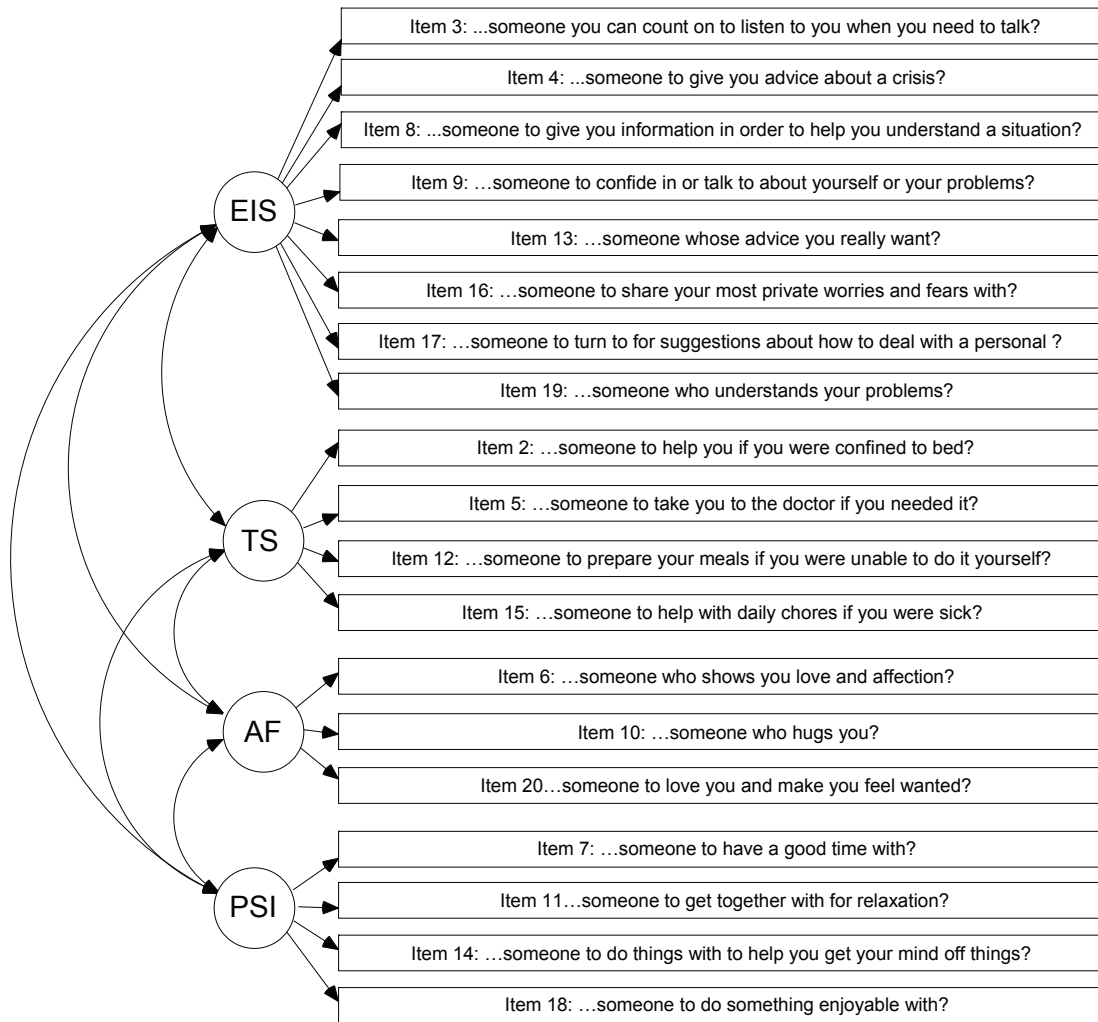 Item 3: ...someone you can count on to listen to you when you need to talk?
Item 4: ...someone to give you advice about a crisis?
Item 8: ...someone to give you information in order to help you understand a situation?
Item 9: …someone to confide in or talk to about yourself or your problems?
EIS
Item 13: …someone whose advice you really want?
Item 16: …someone to share your most private worries and fears with?
Item 17: …someone to turn to for suggestions about how to deal with a personal ?
Item 19: …someone who understands your problems?
Item 2: …someone to help you if you were confined to bed?
Item 5: …someone to take you to the doctor if you needed it?
TS
Item 12: …someone to prepare your meals if you were unable to do it yourself?
Item 15: …someone to help with daily chores if you were sick?
Item 6: …someone who shows you love and affection?
AF
Item 10: …someone who hugs you?
Item 20…someone to love you and make you feel wanted?
Item 7: …someone to have a good time with?
PSI
Item 11…someone to get together with for relaxation?
Item 14: …someone to do things with to help you get your mind off things?
Item 18: …someone to do something enjoyable with?